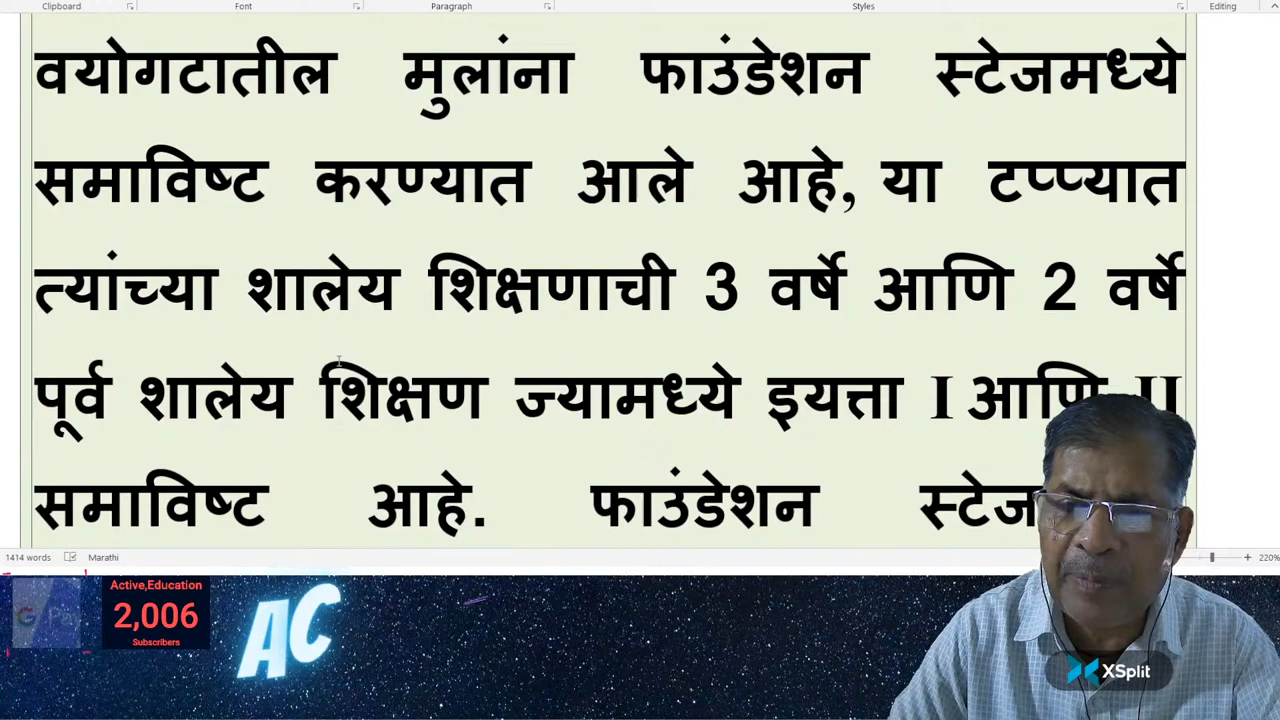 Clipboard Font Paragraph Styles Editing
वयोगटातील मुलांना फाउंडेशन स्टेजमध्ये
समाविष्ट करण्यात आले आहे, या टप्प्यात
त्यांच्या शालेय शिक्षणाची 3 वर्षे आणि 2 वर्षे
पूर्व शालेय शिक्षण ज्यामध्ये इयत्ता I आणि II
समाविष्ट आहे. फाउंडेशन
1414 words Marathi 220%
Active,Education
2,006
Subscribers
AC
XSplit